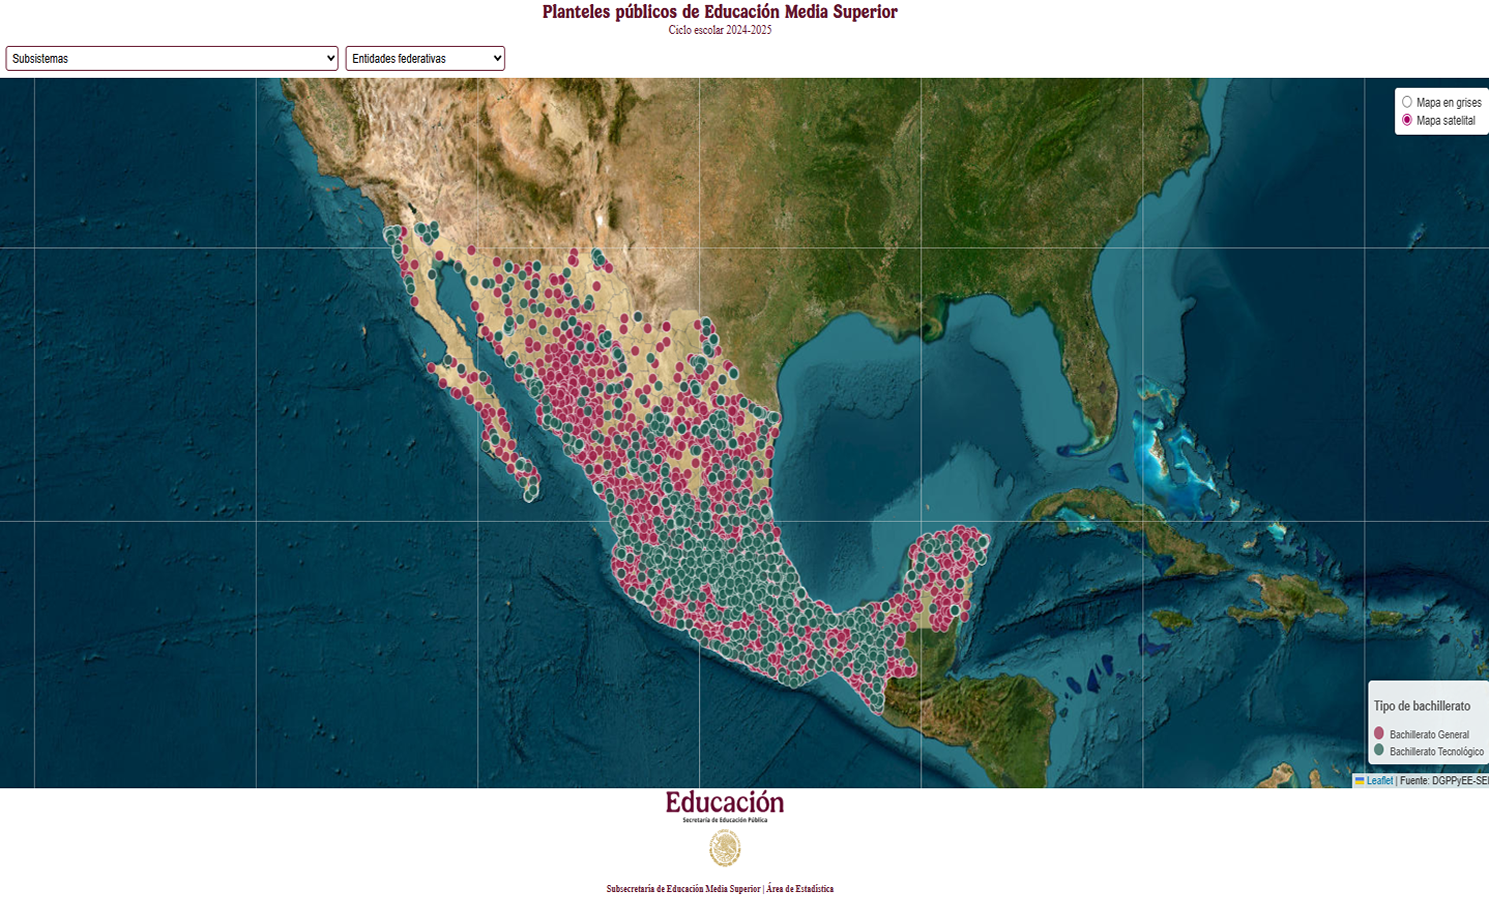 Planteles públicos de Educación Media Superior
Ciclo escolar 2024-2025
Subsistemas
Entidades federativas
Mapa en grises
Mapa satelital
Tipo de bachillerato
Bachillerato General
Bachillerato Tecnológico
Leaflet | Fuente: DGPPyEE-SE
Educación
Secretaría de Educación Pública
Subsecretaría de Educación Media Superior | Área de Estadística